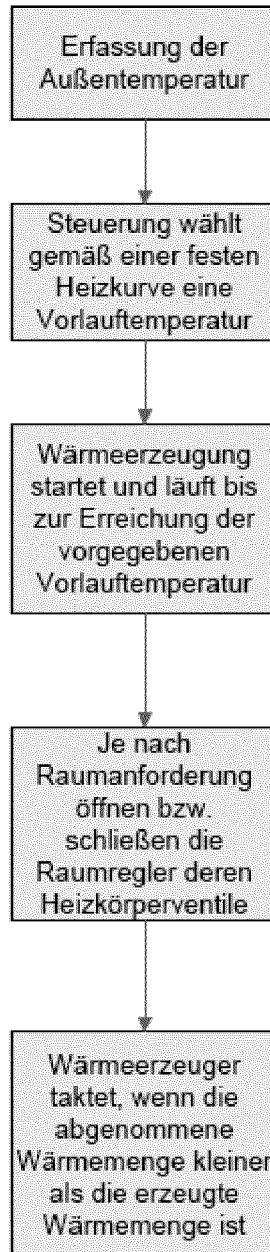 Erfassung der
Außentemperatur
Steuerung wählt
gemäß einer festen
Heizkurve eine
Vorlauftemperatur
Wärmeerzeugung
startet und läuft bis
zur Erreichung der
vorgegebenen
Vorlauftemperatur
Je nach
Raumanforderung
öffnen bzw.
schließen die
Raumregler deren
Heizkörperventile
Wärmeerzeuger
taktet, wenn die
abgenommene
Wärmemenge kleiner
als die erzeugte
Wärmemenge ist